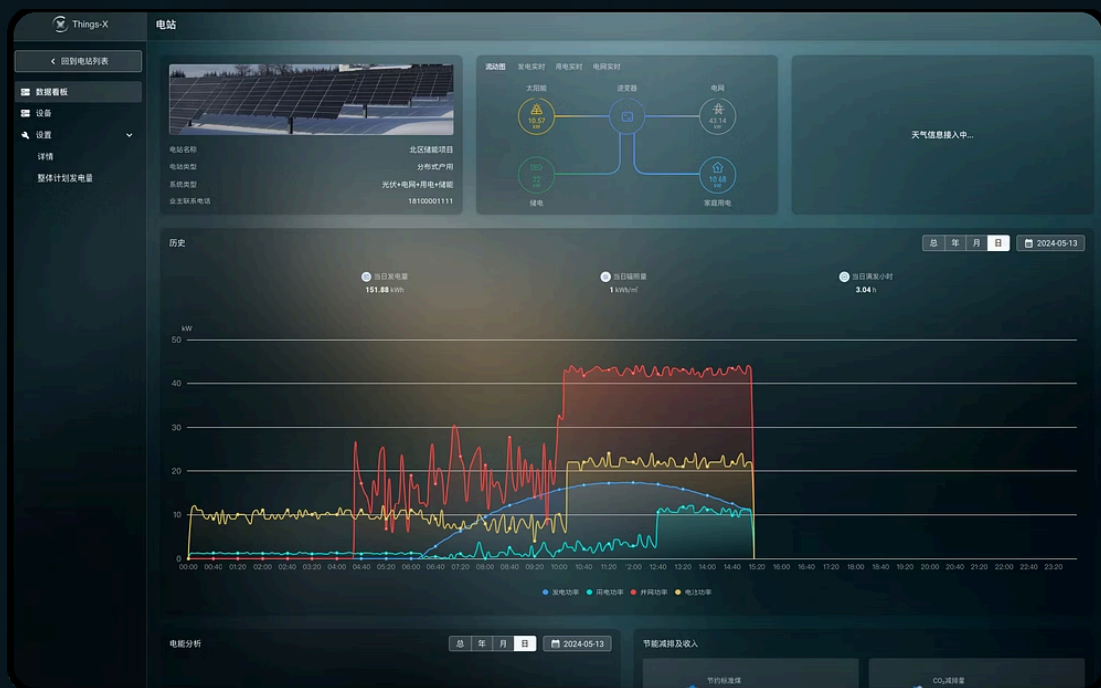 Things-X
电站
回到电站列表
数据看板
设备
设置
详情
整体计划发电量
电站名称 北区储能项目
电站类型 分布式户用
系统类型 光伏+电网+用电+储能
业主联系电话 18100001111
流动图 发电实时 用电实时 电网实时
太阳能 逆变器 电网
10.57 kW
43.14 kW
22 kW
10.68 kW
储电 家庭用电
天气信息接入中...
历史
总 年 月 日 2024-05-13
当日发电量 当日辐照量 当日满发小时
151.88 kWh 1 kWh/㎡ 3.04 h
kW
50
40
30
20
10
0
00:00 00:40 01:20 02:00 02:40 03:20 04:00 04:40 05:20 06:00 06:40 07:20 08:00 08:40 09:20 10:00 10:40 11:20 12:00 12:40 13:20 14:00 14:40 15:20 16:00 16:40 17:20 18:00 18:40 19:20 20:00 20:40 21:20 22:00 22:40 23:20
发电功率 用电功率 并网功率 电池功率
电能分析
总 年 月 日 2024-05-13
节能减排及收入
节约标准煤 CO₂减排量